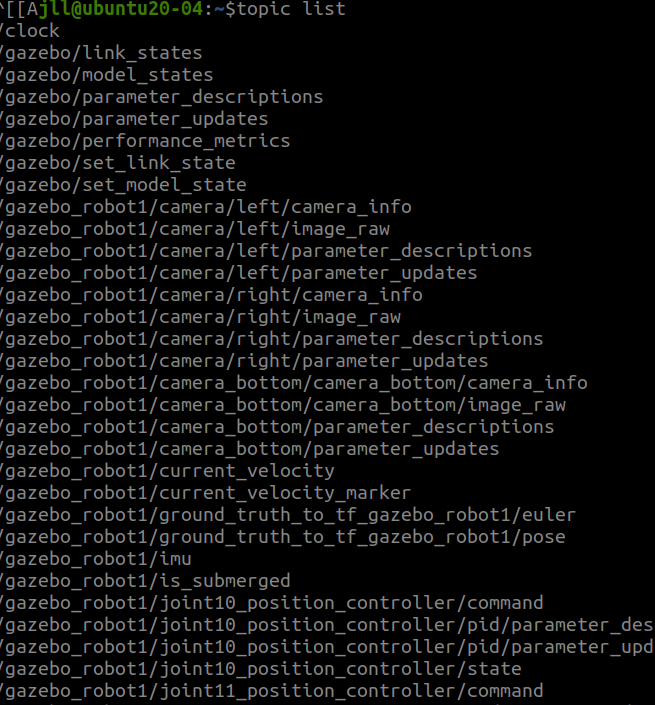 ^[[Ajll@ubuntu20-04:~$topic list
/clock
/gazebo/link_states
/gazebo/model_states
/gazebo/parameter_descriptions
/gazebo/parameter_updates
/gazebo/performance_metrics
/gazebo/set_link_state
/gazebo/set_model_state
/gazebo_robot1/camera/left/camera_info
/gazebo_robot1/camera/left/image_raw
/gazebo_robot1/camera/left/parameter_descriptions
/gazebo_robot1/camera/left/parameter_updates
/gazebo_robot1/camera/right/camera_info
/gazebo_robot1/camera/right/image_raw
/gazebo_robot1/camera/right/parameter_descriptions
/gazebo_robot1/camera/right/parameter_updates
/gazebo_robot1/camera_bottom/camera_bottom/camera_info
/gazebo_robot1/camera_bottom/camera_bottom/image_raw
/gazebo_robot1/camera_bottom/parameter_descriptions
/gazebo_robot1/camera_bottom/parameter_updates
/gazebo_robot1/current_velocity
/gazebo_robot1/current_velocity_marker
/gazebo_robot1/ground_truth_to_tf_gazebo_robot1/euler
/gazebo_robot1/ground_truth_to_tf_gazebo_robot1/pose
/gazebo_robot1/imu
/gazebo_robot1/is_submerged
/gazebo_robot1/joint10_position_controller/command
/gazebo_robot1/joint10_position_controller/pid/parameter_des
/gazebo_robot1/joint10_position_controller/pid/parameter_upd
/gazebo_robot1/joint10_position_controller/state
/gazebo_robot1/joint11_position_controller/command